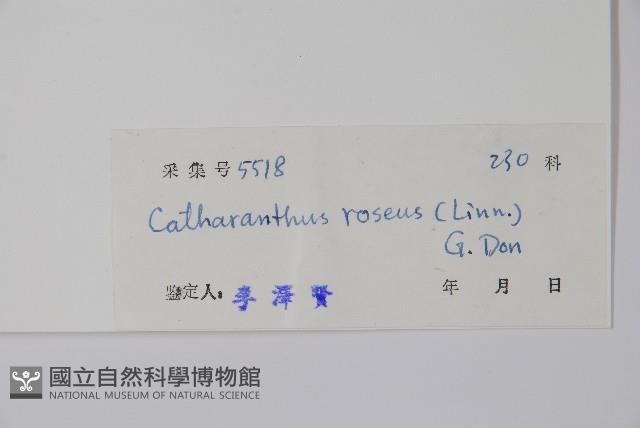 采集号 5518 230 科
Catharanthus roseus (Linn.)
G. Don
鉴定人: 李泽贤 年 月 日
國立自然科學博物館
NATIONAL MUSEUM OF NATURAL SCIENCE